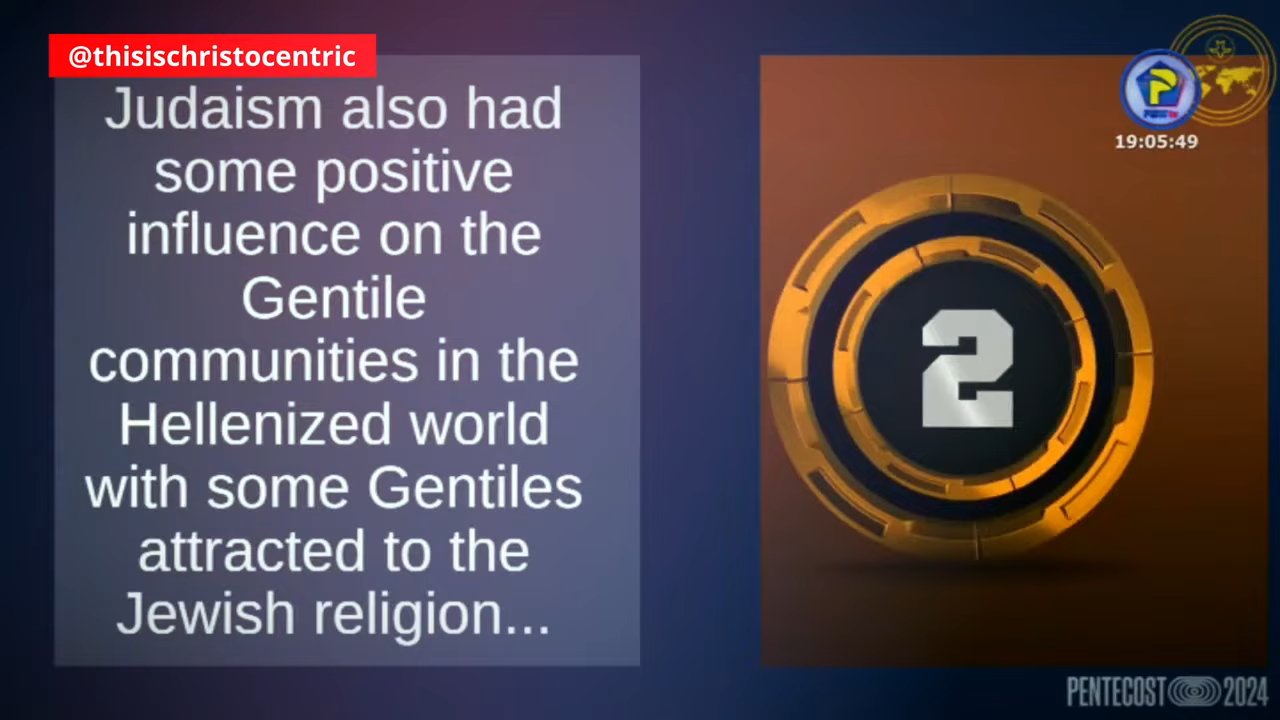 @thisischristocentric
Judaism also had
some positive
influence on the
Gentile
communities in the
Hellenized world
with some Gentiles
attracted to the
Jewish religion...
P
19:05:49
2
PENTECOST 2024